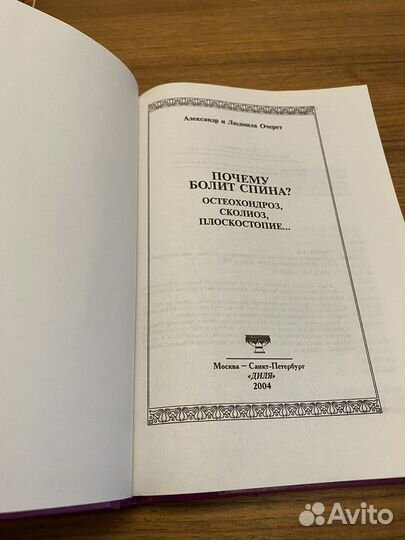 Александр и Людмила Очерет
ПОЧЕМУ
БОЛИТ СПИНА?
ОСТЕОХОНДРОЗ,
СКОЛИОЗ,
ПЛОСКОСТОПИЕ...
Москва – Санкт-Петербург
«ДИЛЯ»
2004
Avito